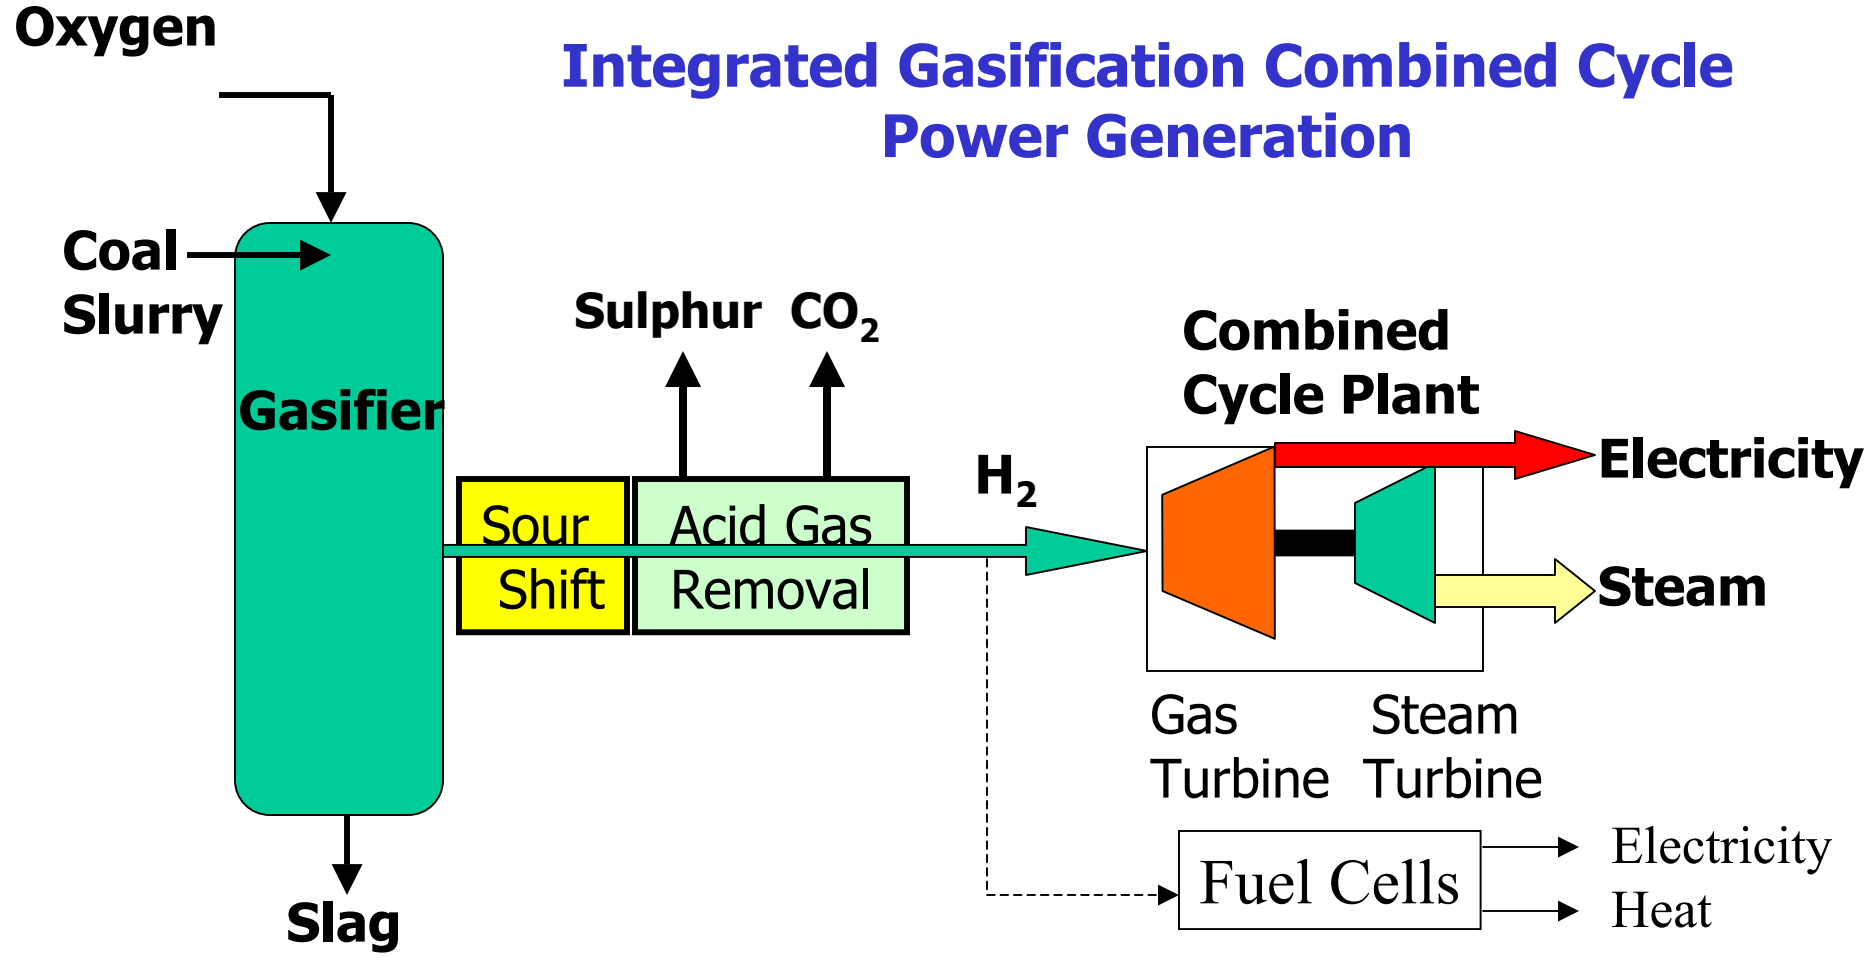 Oxygen
Integrated Gasification Combined Cycle
Power Generation
Coal
Slurry
Gasifier
Slag
Sulphur CO₂
Sour
Shift
Acid Gas
Removal
H₂
Combined
Cycle Plant
Electricity
Steam
Gas
Turbine
Steam
Turbine
Fuel Cells
Electricity
Heat